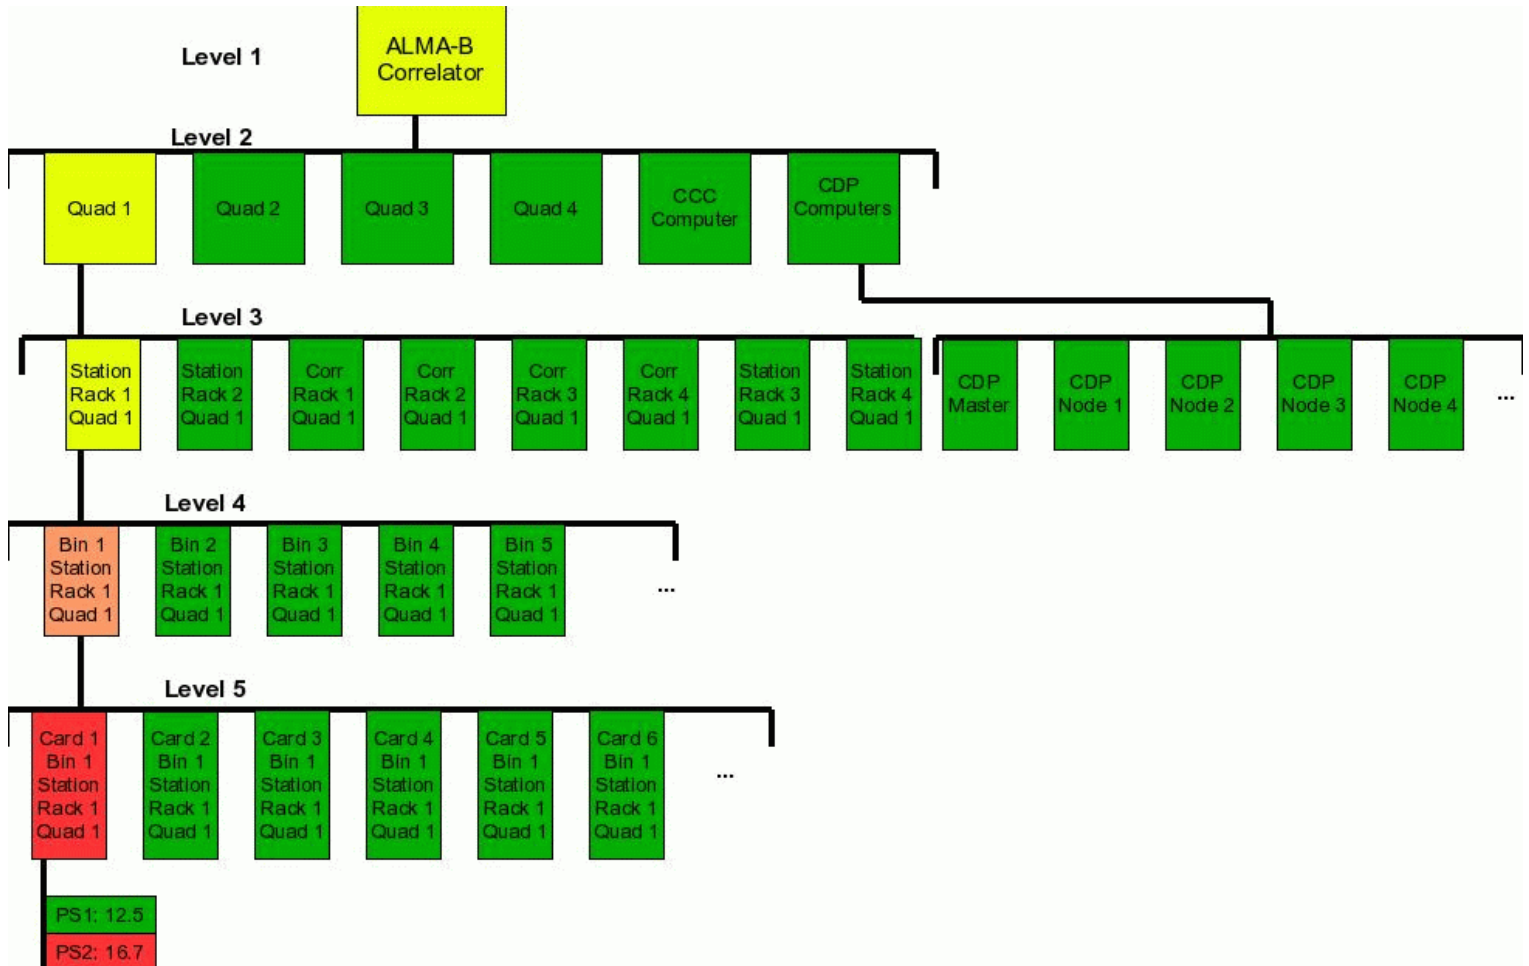 Level 1
ALMA-B
Correlator
Level 2
Quad 1
Quad 2
Quad 3
Quad 4
CCC
Computer
CDP
Computers
Level 3
Station
Rack 1
Quad 1
Station
Rack 2
Quad 1
Corr
Rack 1
Quad 1
Corr
Rack 2
Quad 1
Corr
Rack 3
Quad 1
Corr
Rack 4
Quad 1
Station
Rack 3
Quad 1
Station
Rack 4
Quad 1
CDP
Master
CDP
Node 1
CDP
Node 2
CDP
Node 3
CDP
Node 4
...
Level 4
Bin 1
Station
Rack 1
Quad 1
Bin 2
Station
Rack 1
Quad 1
Bin 3
Station
Rack 1
Quad 1
Bin 4
Station
Rack 1
Quad 1
Bin 5
Station
Rack 1
Quad 1
...
Level 5
Card 1
Bin 1
Station
Rack 1
Quad 1
Card 2
Bin 1
Station
Rack 1
Quad 1
Card 3
Bin 1
Station
Rack 1
Quad 1
Card 4
Bin 1
Station
Rack 1
Quad 1
Card 5
Bin 1
Station
Rack 1
Quad 1
Card 6
Bin 1
Station
Rack 1
Quad 1
...
PS1: 12.5
PS2: 16.7